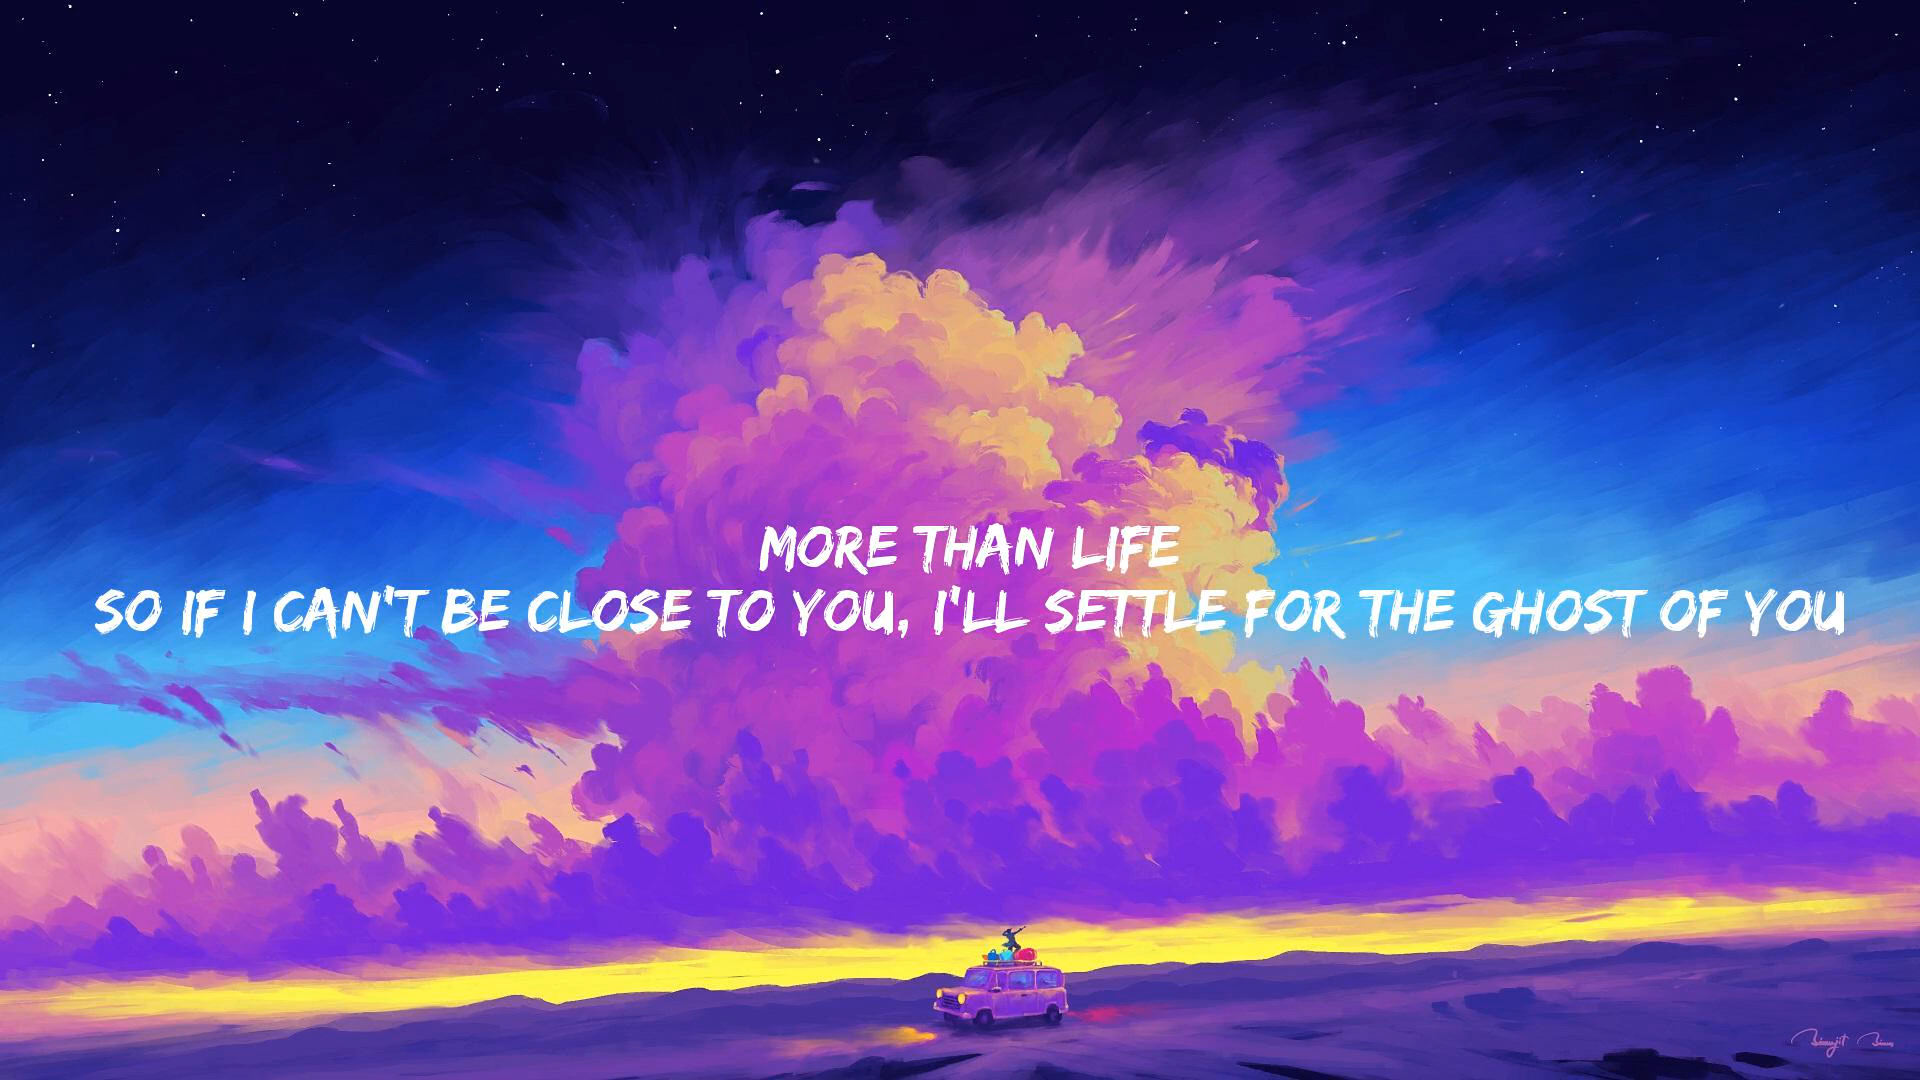 MORE THAN LIFE
SO IF I CAN'T BE CLOSE TO YOU, I'LL SETTLE FOR THE GHOST OF YOU